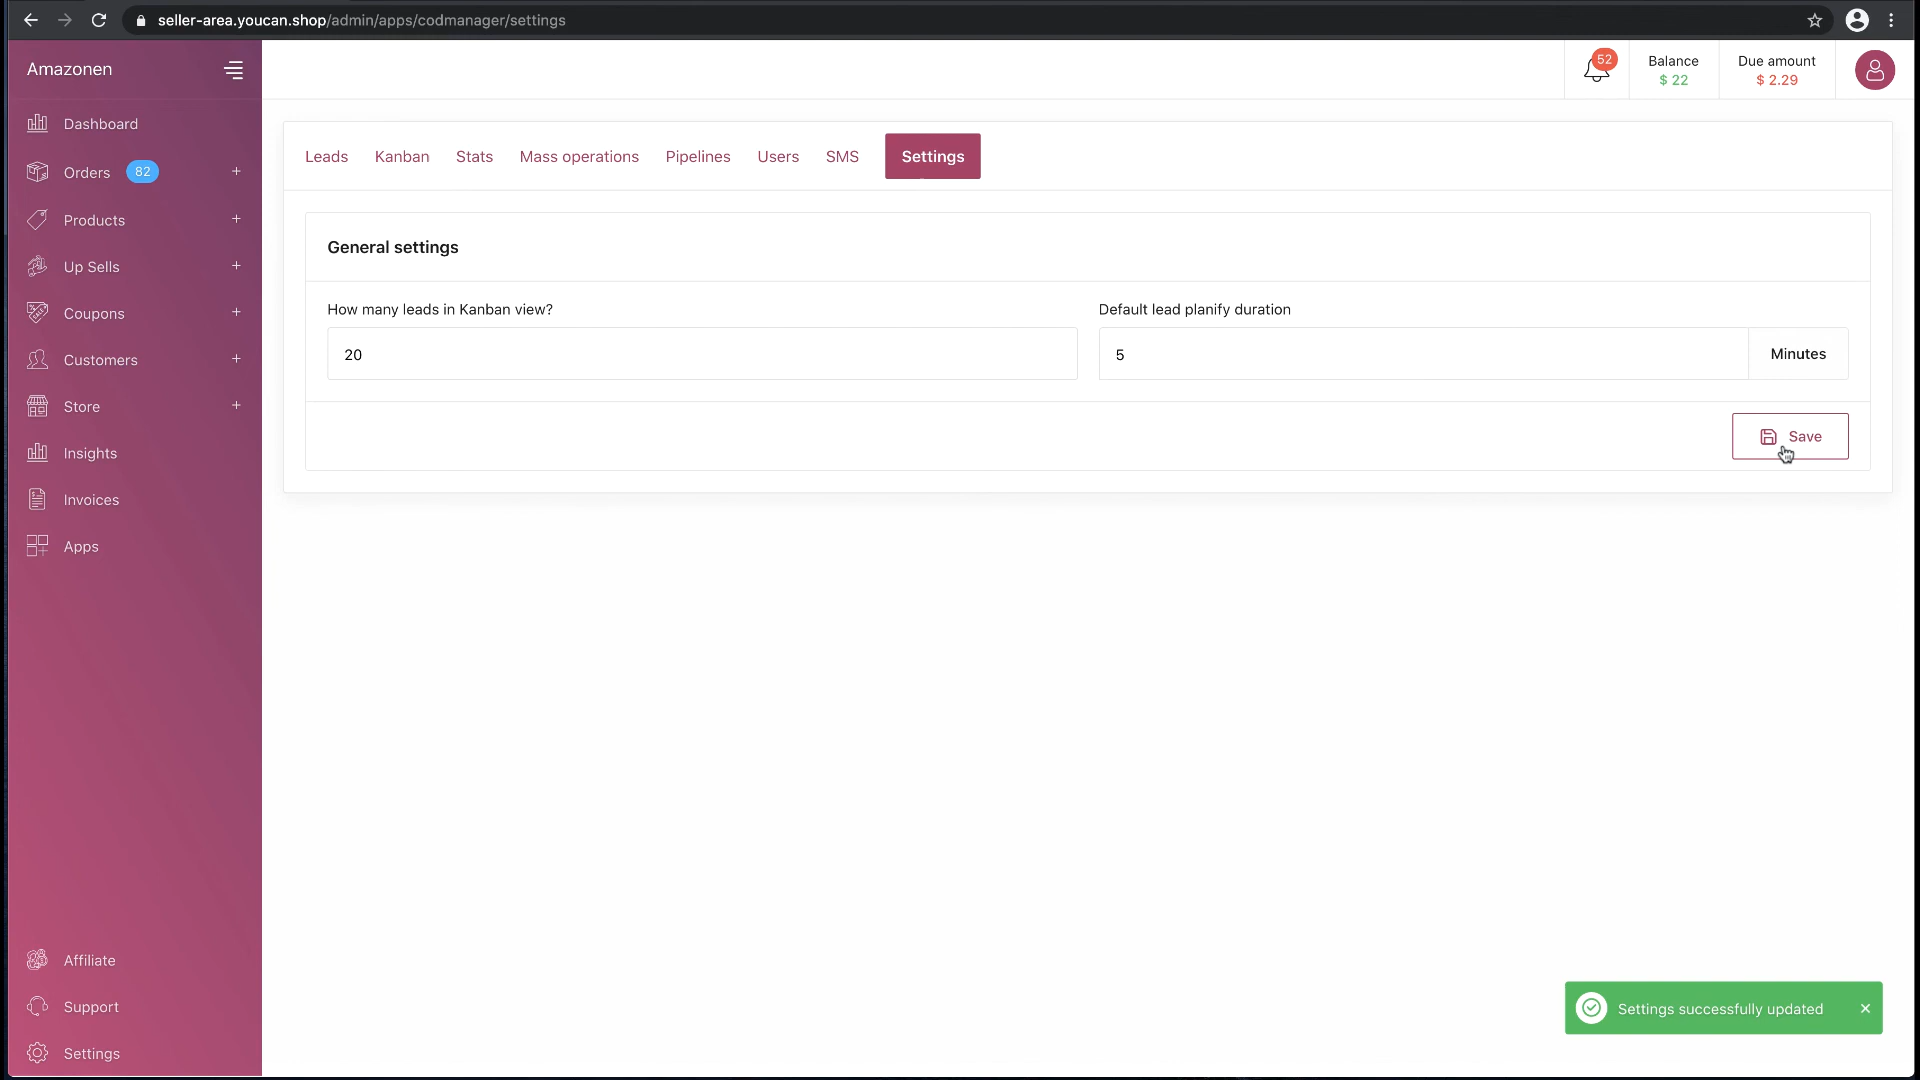 seller-area.youcan.shop/admin/apps/codmanager/settings
Amazonen
52
Balance
$ 22
Due amount
$ 2.29
Dashboard
Orders 82 +
Products +
Up Sells +
Coupons +
Customers +
Store +
Insights
Invoices
Apps
Affiliate
Support
Settings
Leads Kanban Stats Mass operations Pipelines Users SMS Settings
General settings
How many leads in Kanban view?
20
Default lead planify duration
5 Minutes
Save
Settings successfully updated